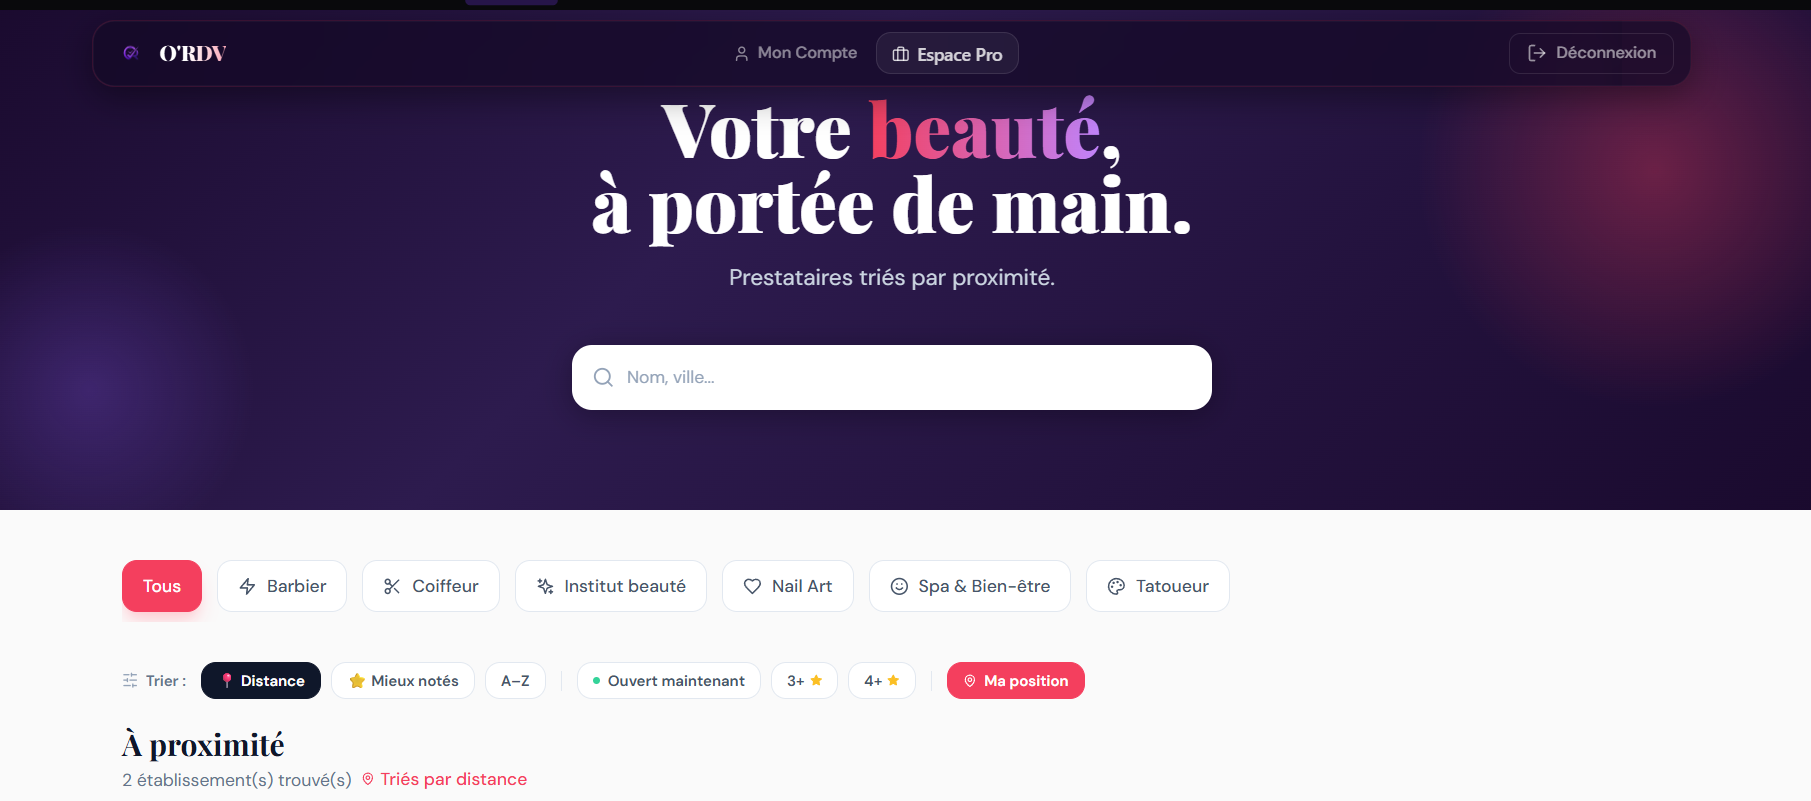 O'RDV
Mon Compte
Espace Pro
Déconnexion
Votre beauté,
à portée de main.
Prestataires triés par proximité.
Nom, ville...
Tous
Barbier
Coiffeur
Institut beauté
Nail Art
Spa & Bien-être
Tatoueur
Trier :
Distance
Mieux notés
A–Z
Ouvert maintenant
3+
4+
Ma position
À proximité
2 établissement(s) trouvé(s) Triés par distance